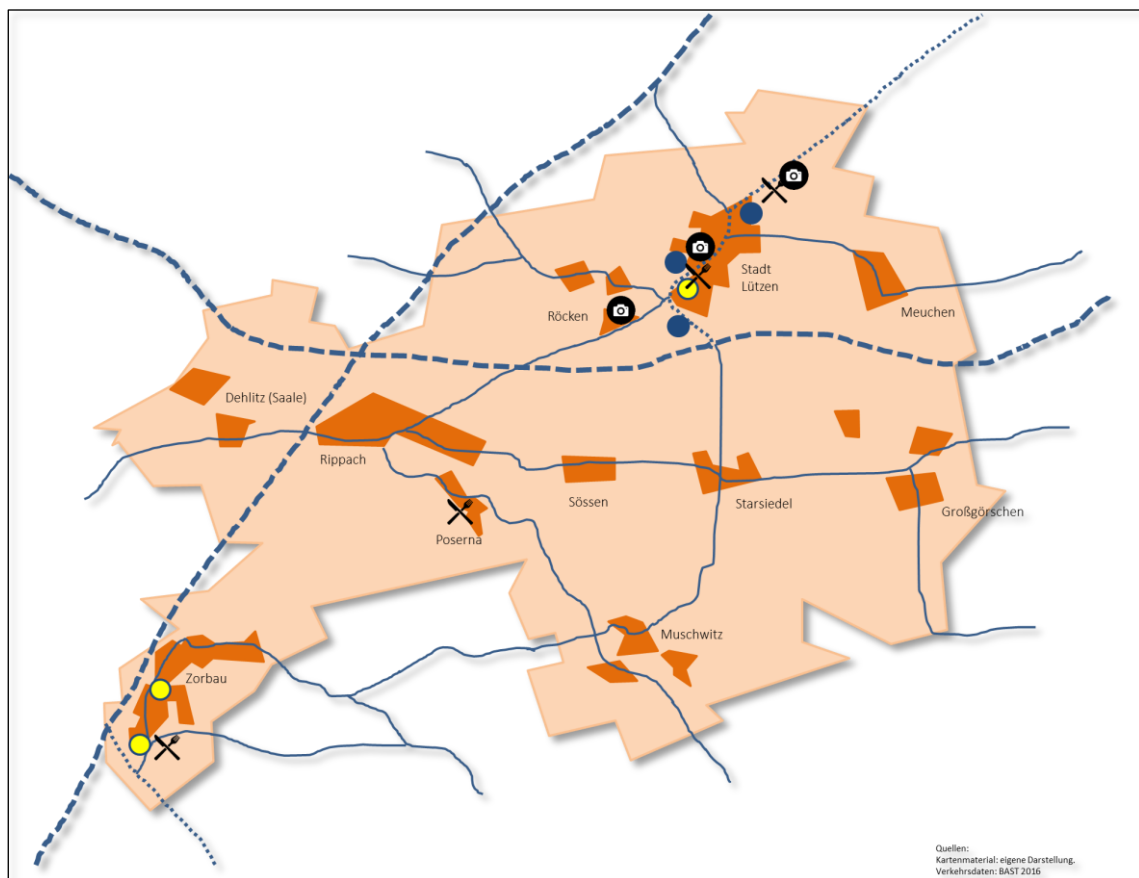 Stadt
Lützen
Meuchen
Röcken
Dehlitz (Saale)
Rippach
Sössen
Starsiedel
Großgörschen
Poserna
Muschwitz
Zorbau
Quellen:
Kartenmaterial: eigene Darstellung.
Verkehrsdaten: BAST 2016